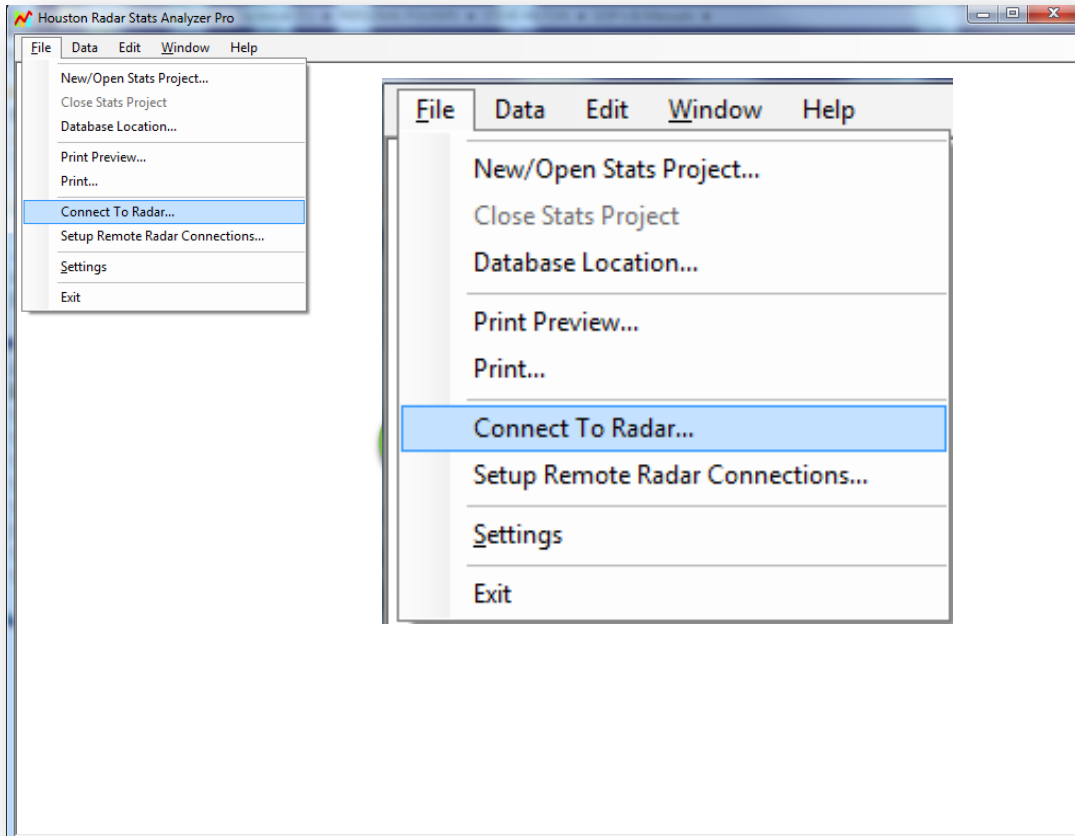 Houston Radar Stats Analyzer Pro
File Data Edit Window Help
New/Open Stats Project...
Close Stats Project
Database Location...
Print Preview...
Print...
Connect To Radar...
Setup Remote Radar Connections...
Settings
Exit
File Data Edit Window Help
New/Open Stats Project...
Close Stats Project
Database Location...
Print Preview...
Print...
Connect To Radar...
Setup Remote Radar Connections...
Settings
Exit